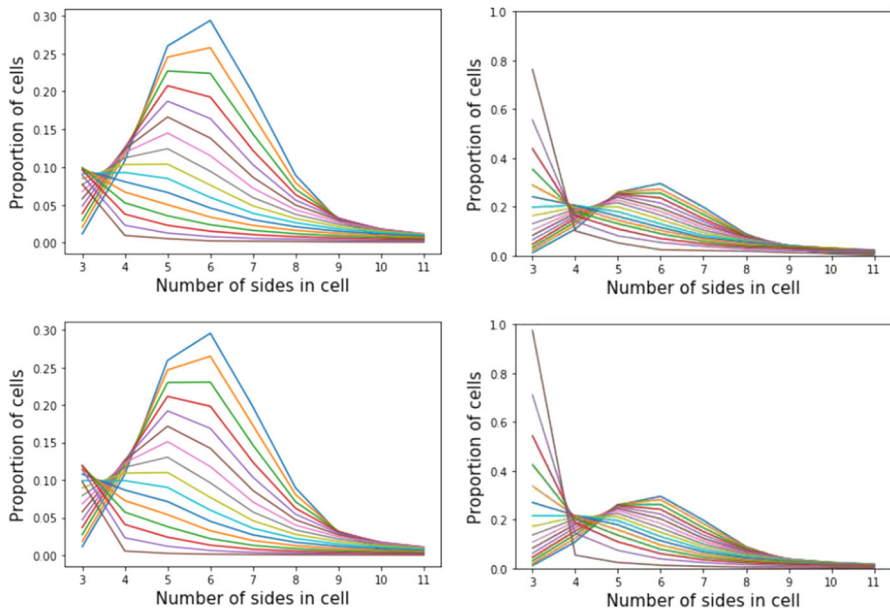 0.30
0.25
0.20
0.15
0.10
0.05
0.00
Proportion of cells
3 4 5 6 7 8 9 10 11
Number of sides in cell
1.0
0.8
0.6
0.4
0.2
0.0
Proportion of cells
3 4 5 6 7 8 9 10 11
Number of sides in cell
0.30
0.25
0.20
0.15
0.10
0.05
0.00
Proportion of cells
3 4 5 6 7 8 9 10 11
Number of sides in cell
1.0
0.8
0.6
0.4
0.2
0.0
Proportion of cells
3 4 5 6 7 8 9 10 11
Number of sides in cell